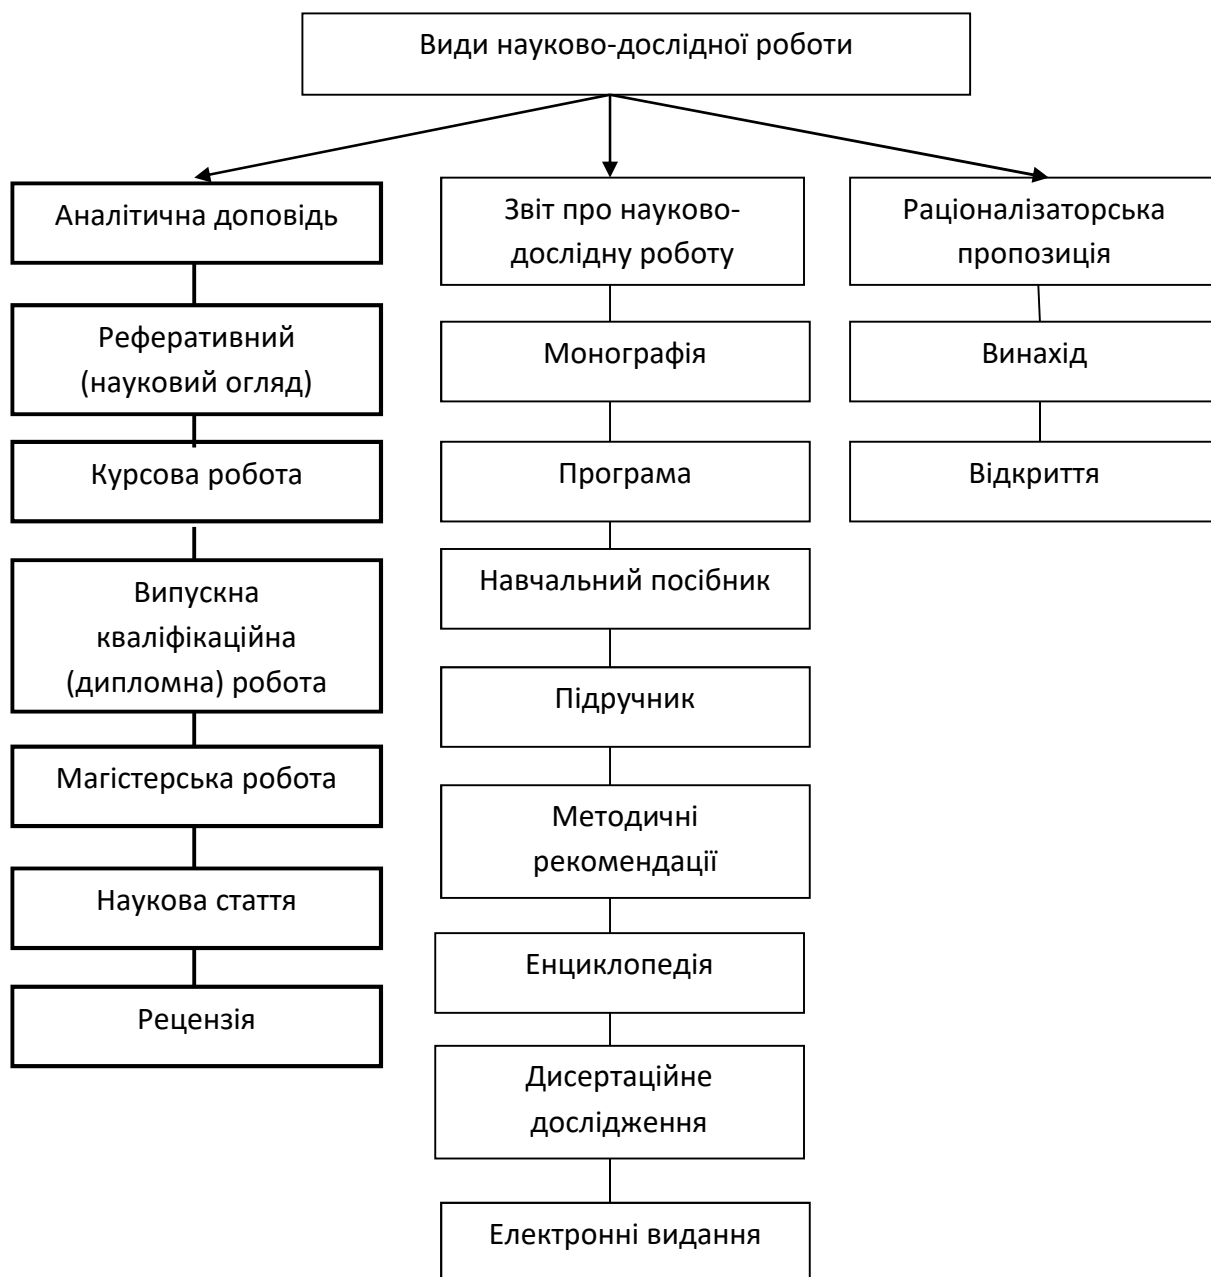 Види науково-дослідної роботи
Аналітична доповідь
Реферативний
(науковий огляд)
Курсова робота
Випускна
кваліфікаційна
(дипломна) робота
Магістерська робота
Наукова стаття
Рецензія
Звіт про науково-
дослідну роботу
Монографія
Програма
Навчальний посібник
Підручник
Методичні
рекомендації
Енциклопедія
Дисертаційне
дослідження
Електронні видання
Раціоналізаторська
пропозиція
Винахід
Відкриття